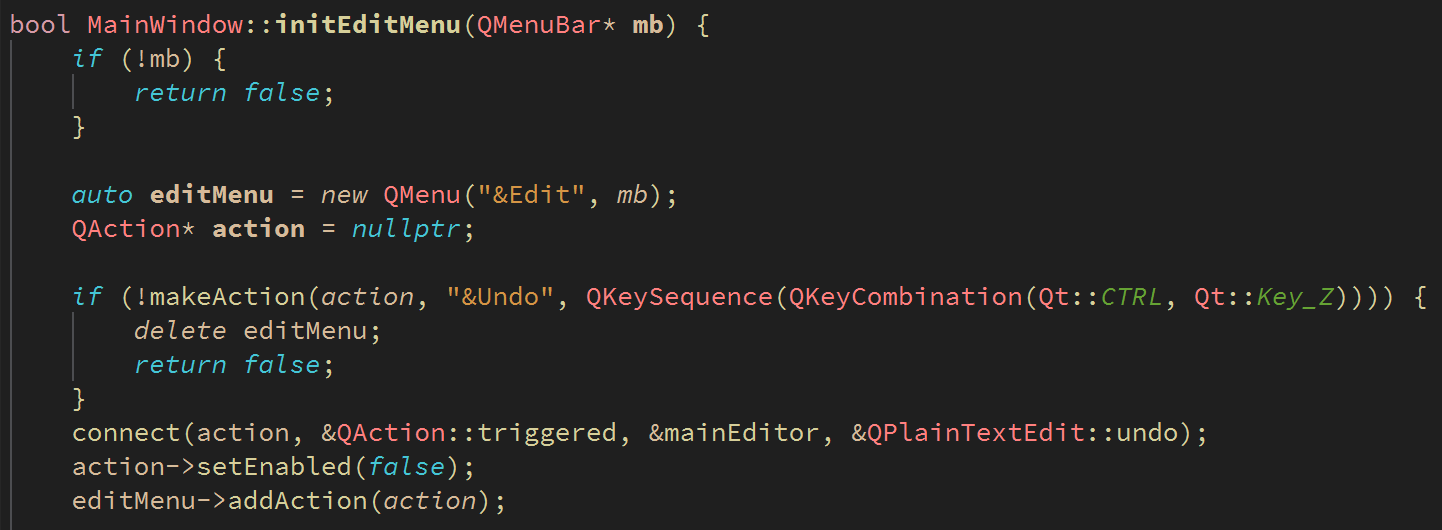 bool MainWindow::initEditMenu(QMenuBar* mb) {
    if (!mb) {
        return false;
    }

    auto editMenu = new QMenu("&Edit", mb);
    QAction* action = nullptr;

    if (!makeAction(action, "&Undo", QKeySequence(QKeyCombination(Qt::CTRL, Qt::Key_Z)))) {
        delete editMenu;
        return false;
    }
    connect(action, &QAction::triggered, &mainEditor, &QPlainTextEdit::undo);
    action->setEnabled(false);
    editMenu->addAction(action);